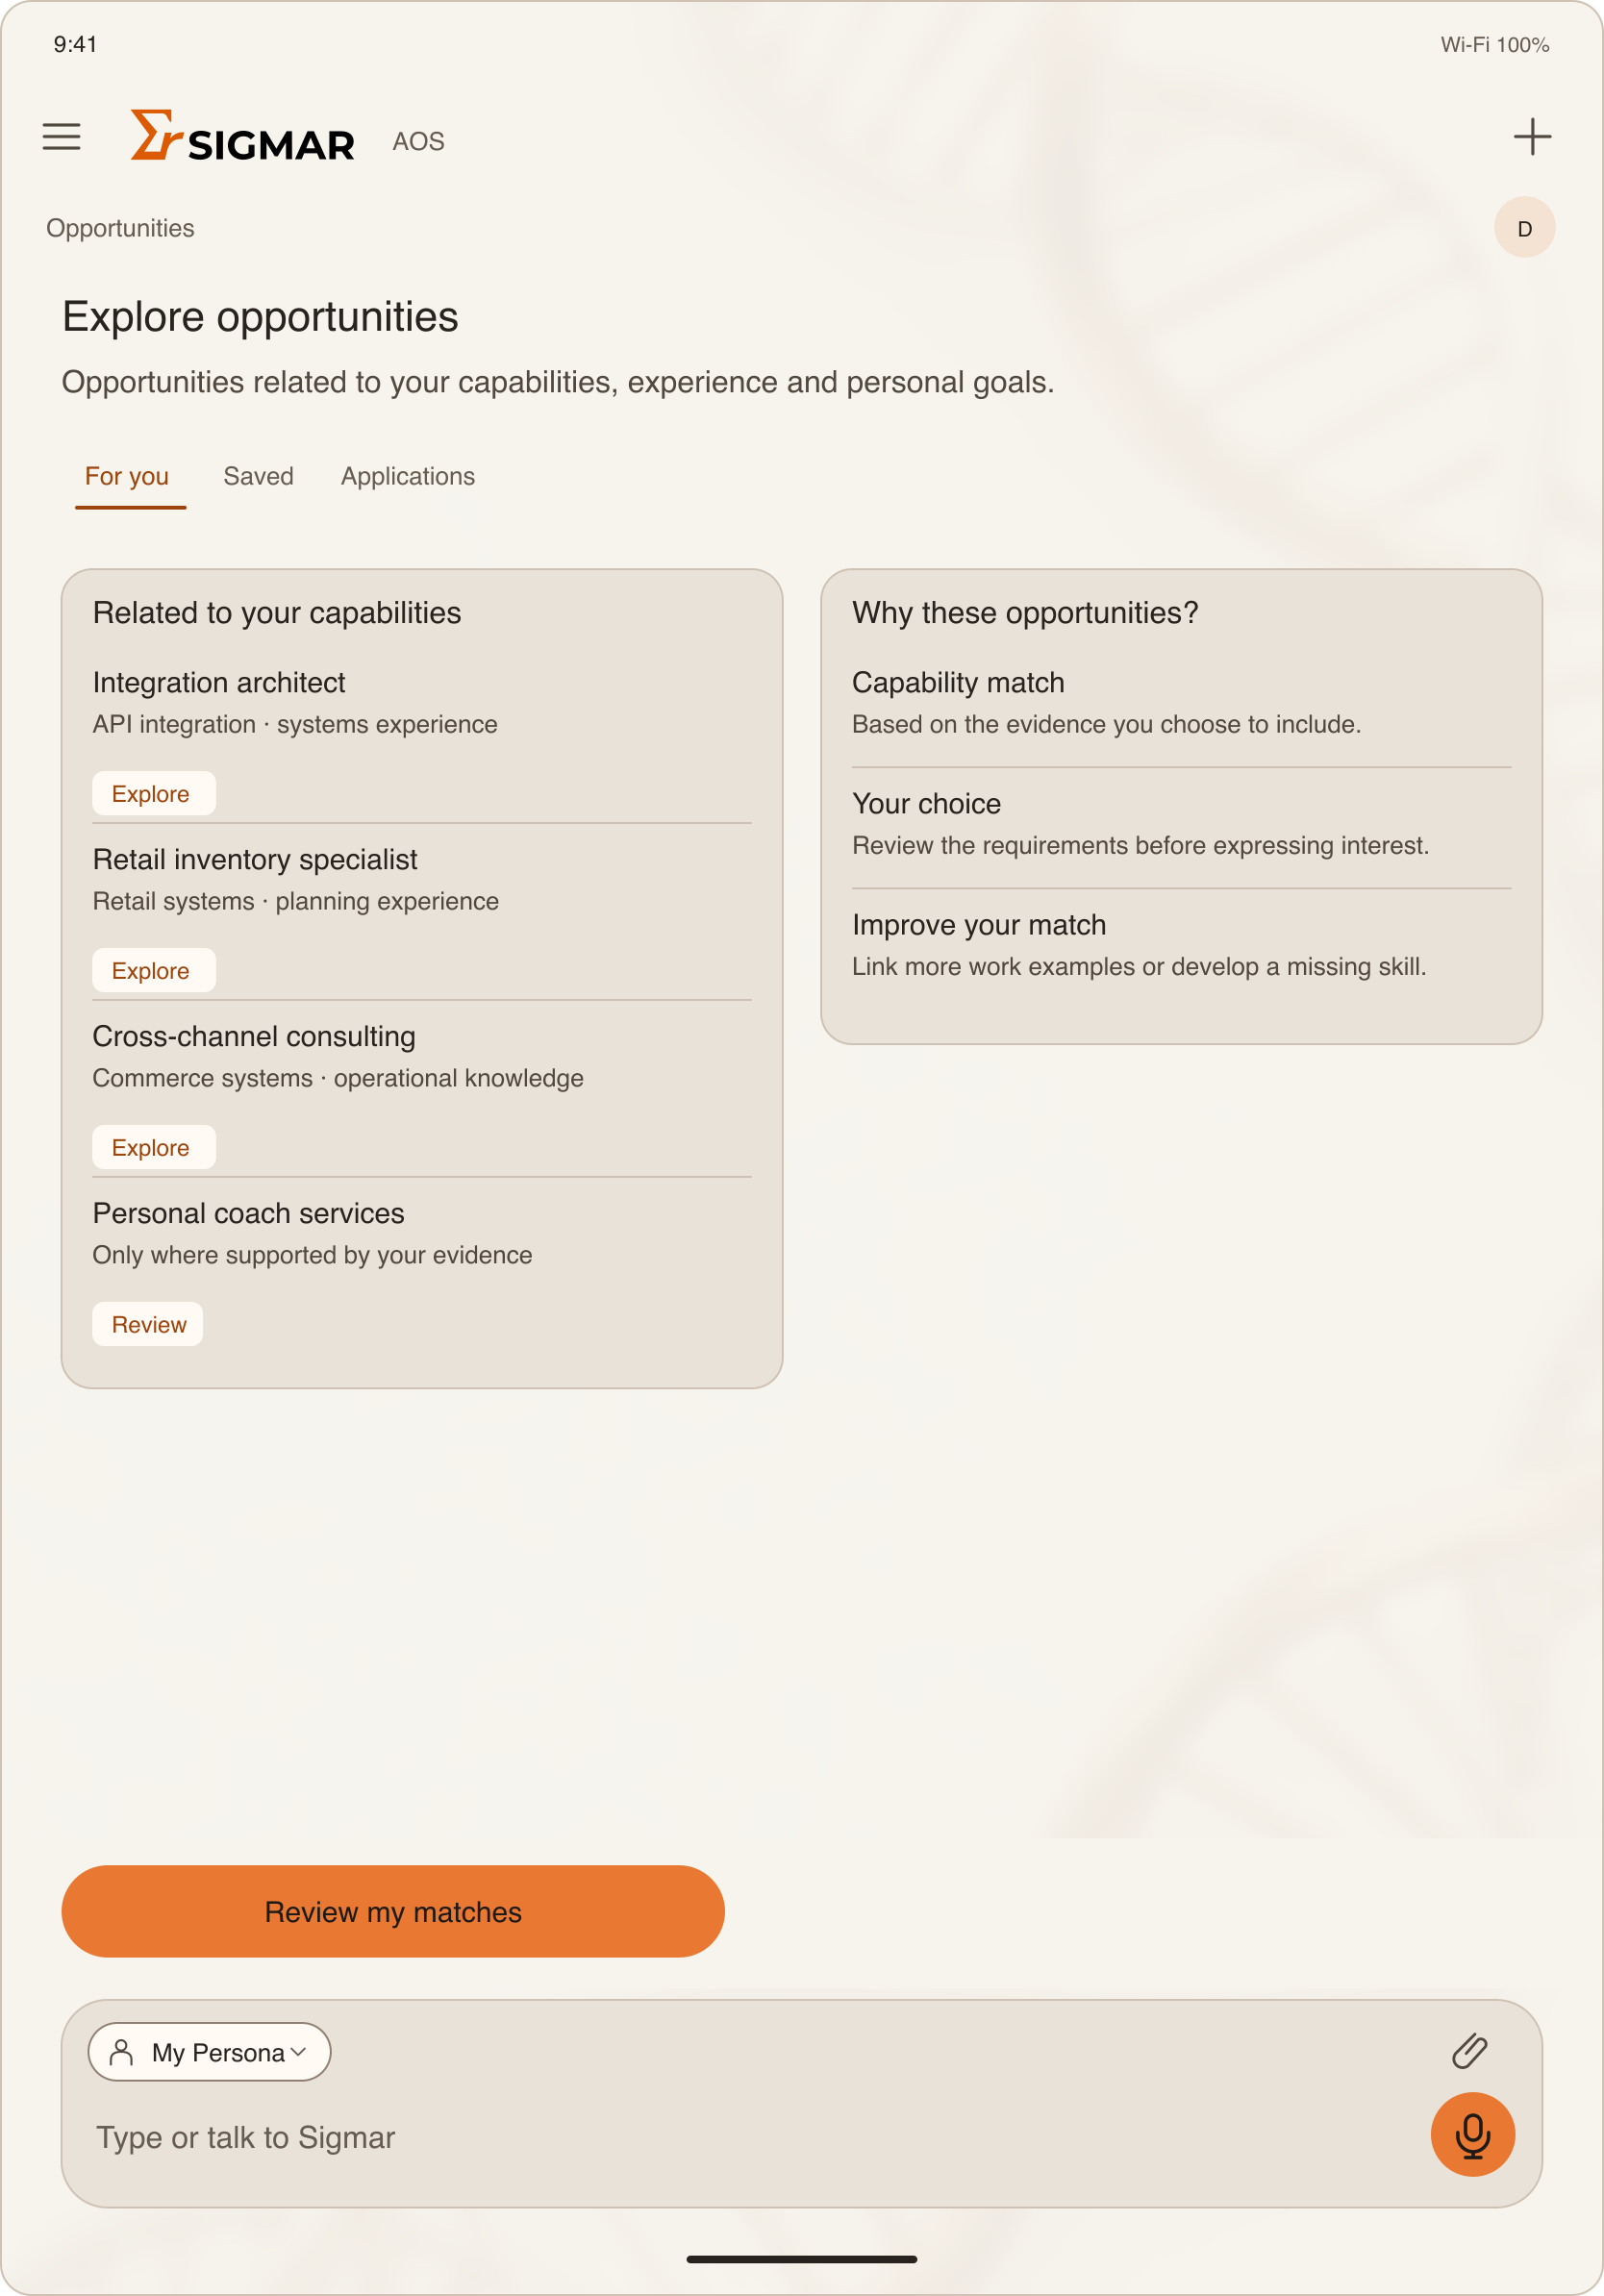 9:41
Wi-Fi 100%
Σr SIGMAR AOS
Opportunities
D
Explore opportunities
Opportunities related to your capabilities, experience and personal goals.
For you
Saved
Applications
Related to your capabilities
Integration architect
API integration · systems experience
Explore
Retail inventory specialist
Retail systems · planning experience
Explore
Cross-channel consulting
Commerce systems · operational knowledge
Explore
Personal coach services
Only where supported by your evidence
Review
Why these opportunities?
Capability match
Based on the evidence you choose to include.
Your choice
Review the requirements before expressing interest.
Improve your match
Link more work examples or develop a missing skill.
Review my matches
My Persona
Type or talk to Sigmar